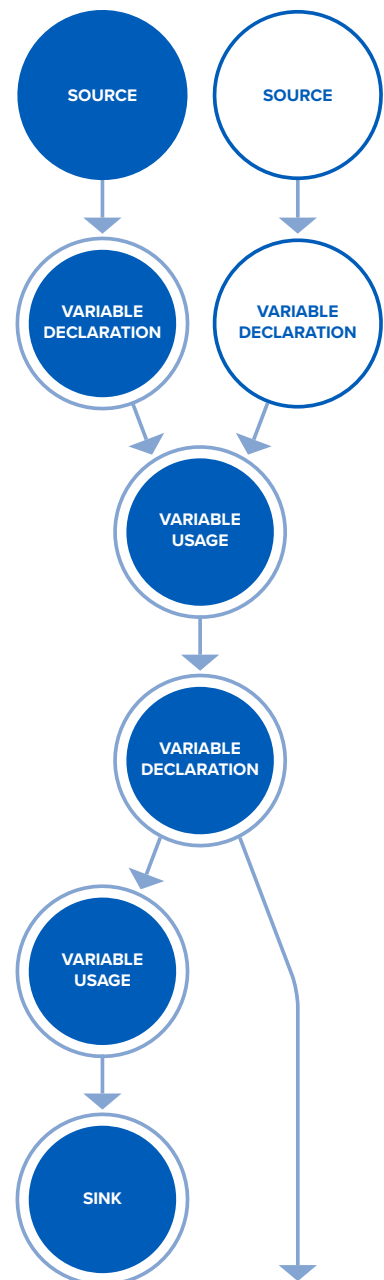 SOURCE
SOURCE
VARIABLE
DECLARATION
VARIABLE
DECLARATION
VARIABLE
USAGE
VARIABLE
DECLARATION
VARIABLE
USAGE
SINK